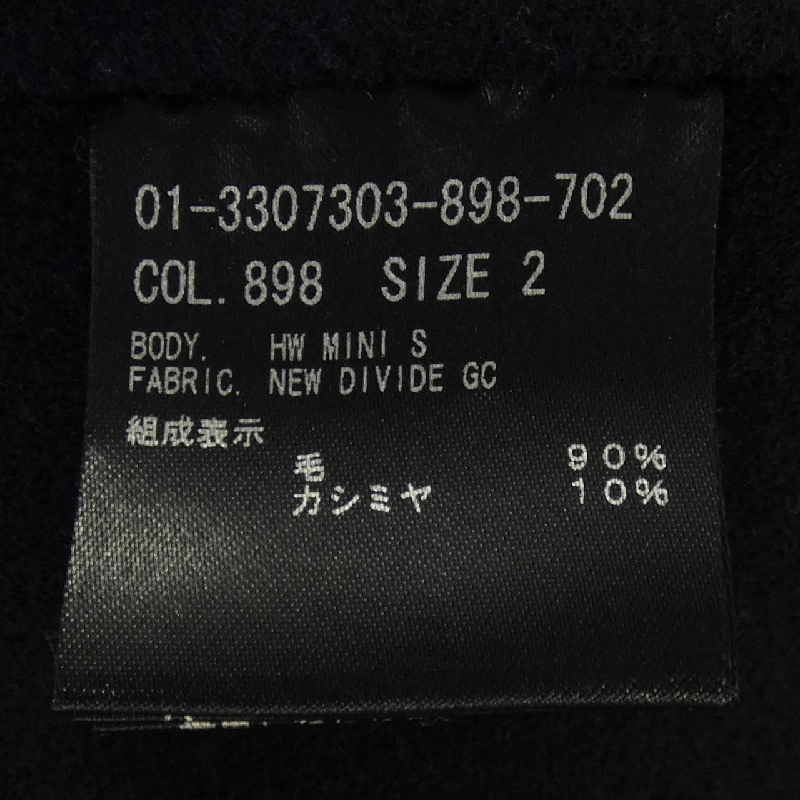 01-3307303-898-702
COL. 898 SIZE 2
BODY. HW MINI S
FABRIC. NEW DIVIDE GC
組成表示
毛 90%
カシミヤ 10%